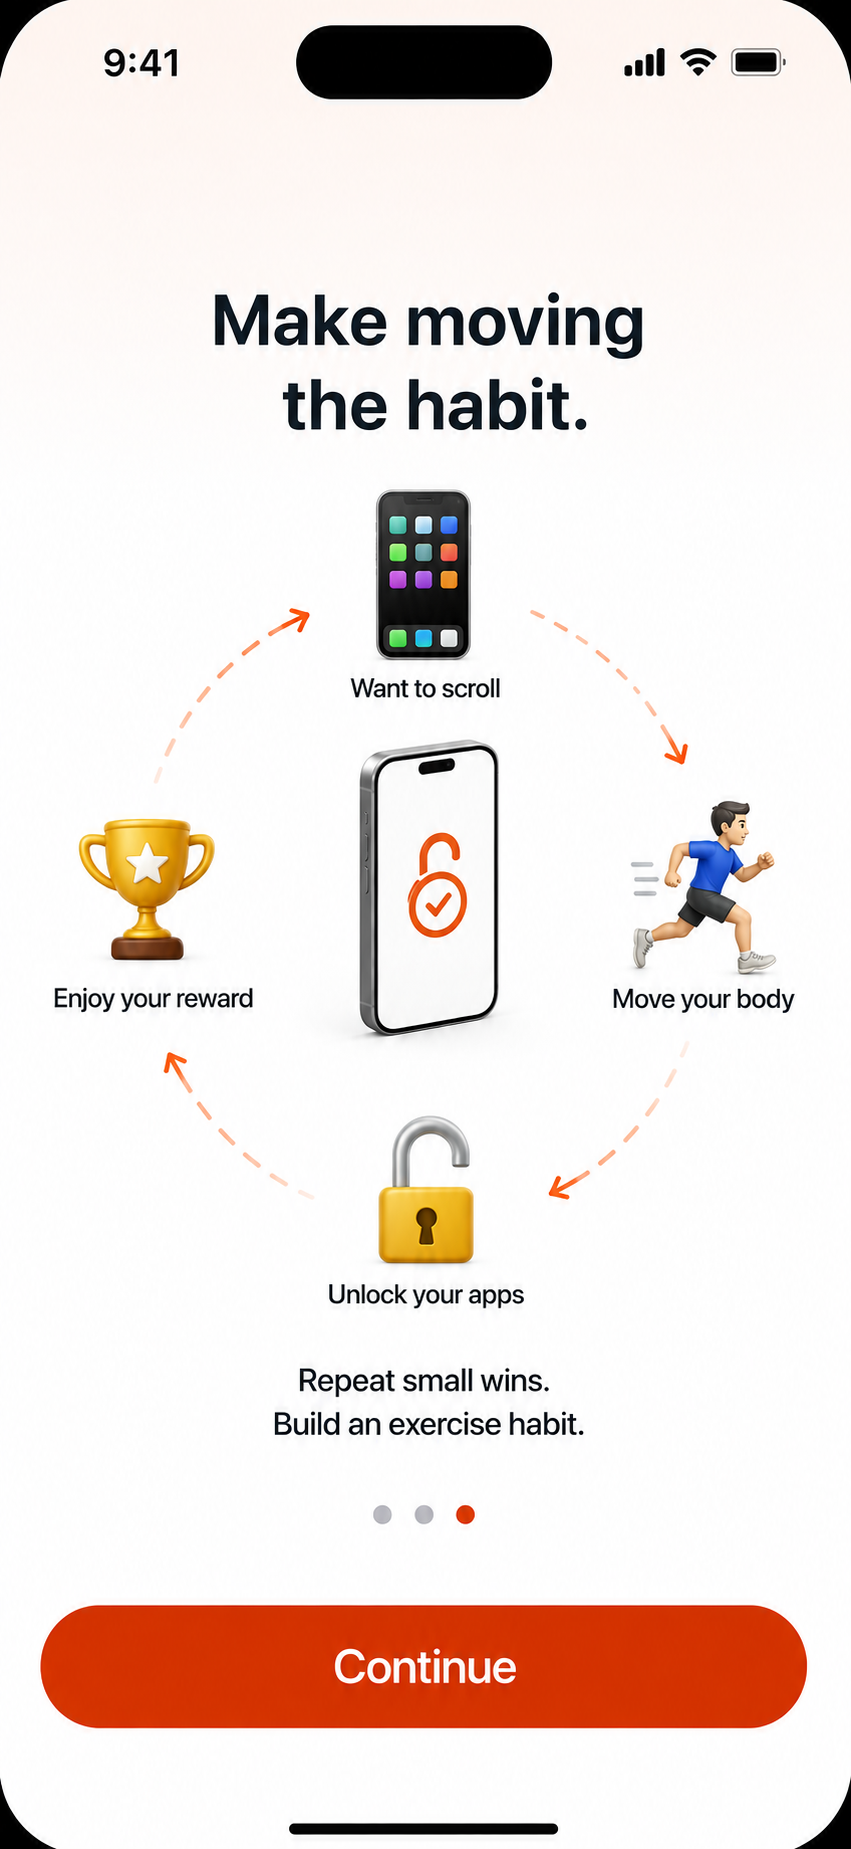 9:41
Make moving
the habit.
Want to scroll
Enjoy your reward
Move your body
Unlock your apps
Repeat small wins.
Build an exercise habit.
Continue